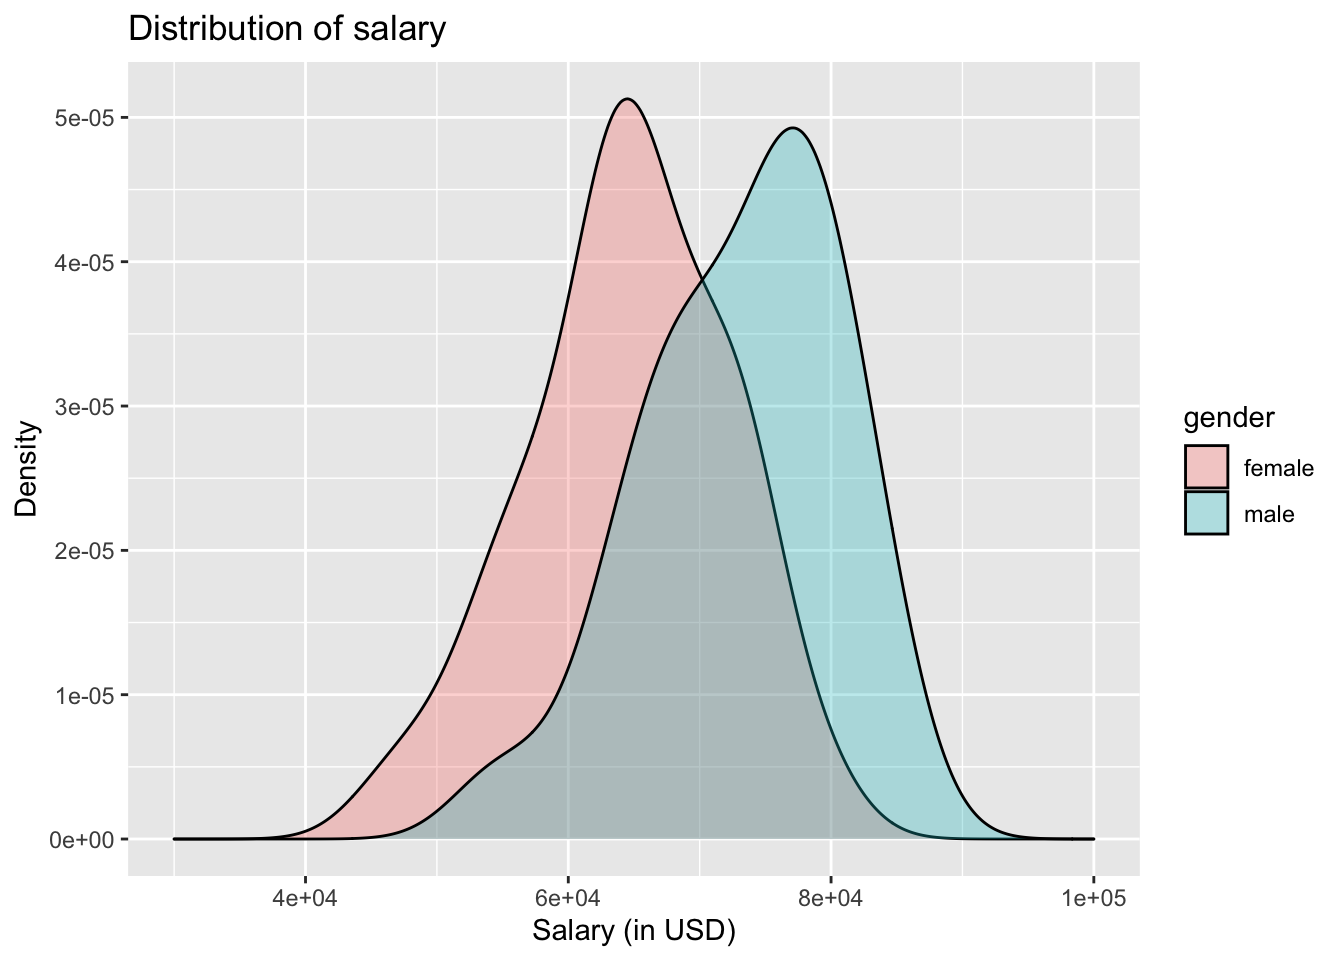 Distribution of salary
5e-05
4e-05
3e-05
2e-05
1e-05
0e+00
Density
4e+04 6e+04 8e+04 1e+05
Salary (in USD)
gender
female
male